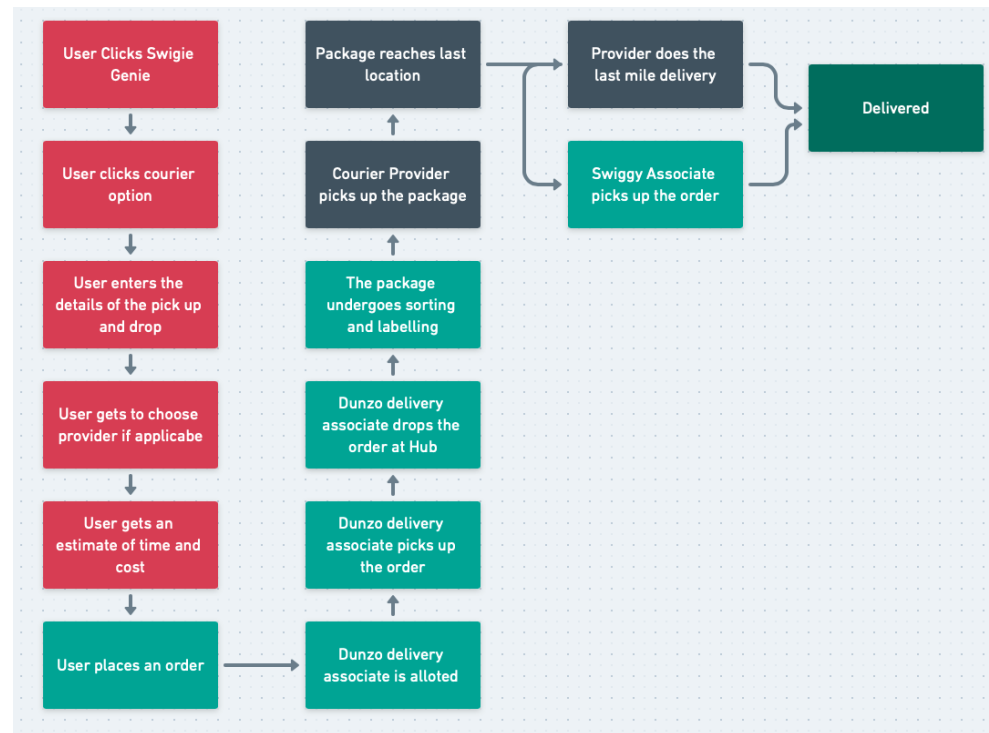 User Clicks Swigie
Genie
User clicks courier
option
User enters the
details of the pick up
and drop
User gets to choose
provider if applicabe
User gets an
estimate of time and
cost
User places an order
Dunzo delivery
associate is alloted
Dunzo delivery
associate picks up
the order
Dunzo delivery
associate drops the
order at Hub
The package
undergoes sorting
and labelling
Courier Provider
picks up the package
Package reaches last
location
Provider does the
last mile delivery
Swiggy Associate
picks up the order
Delivered